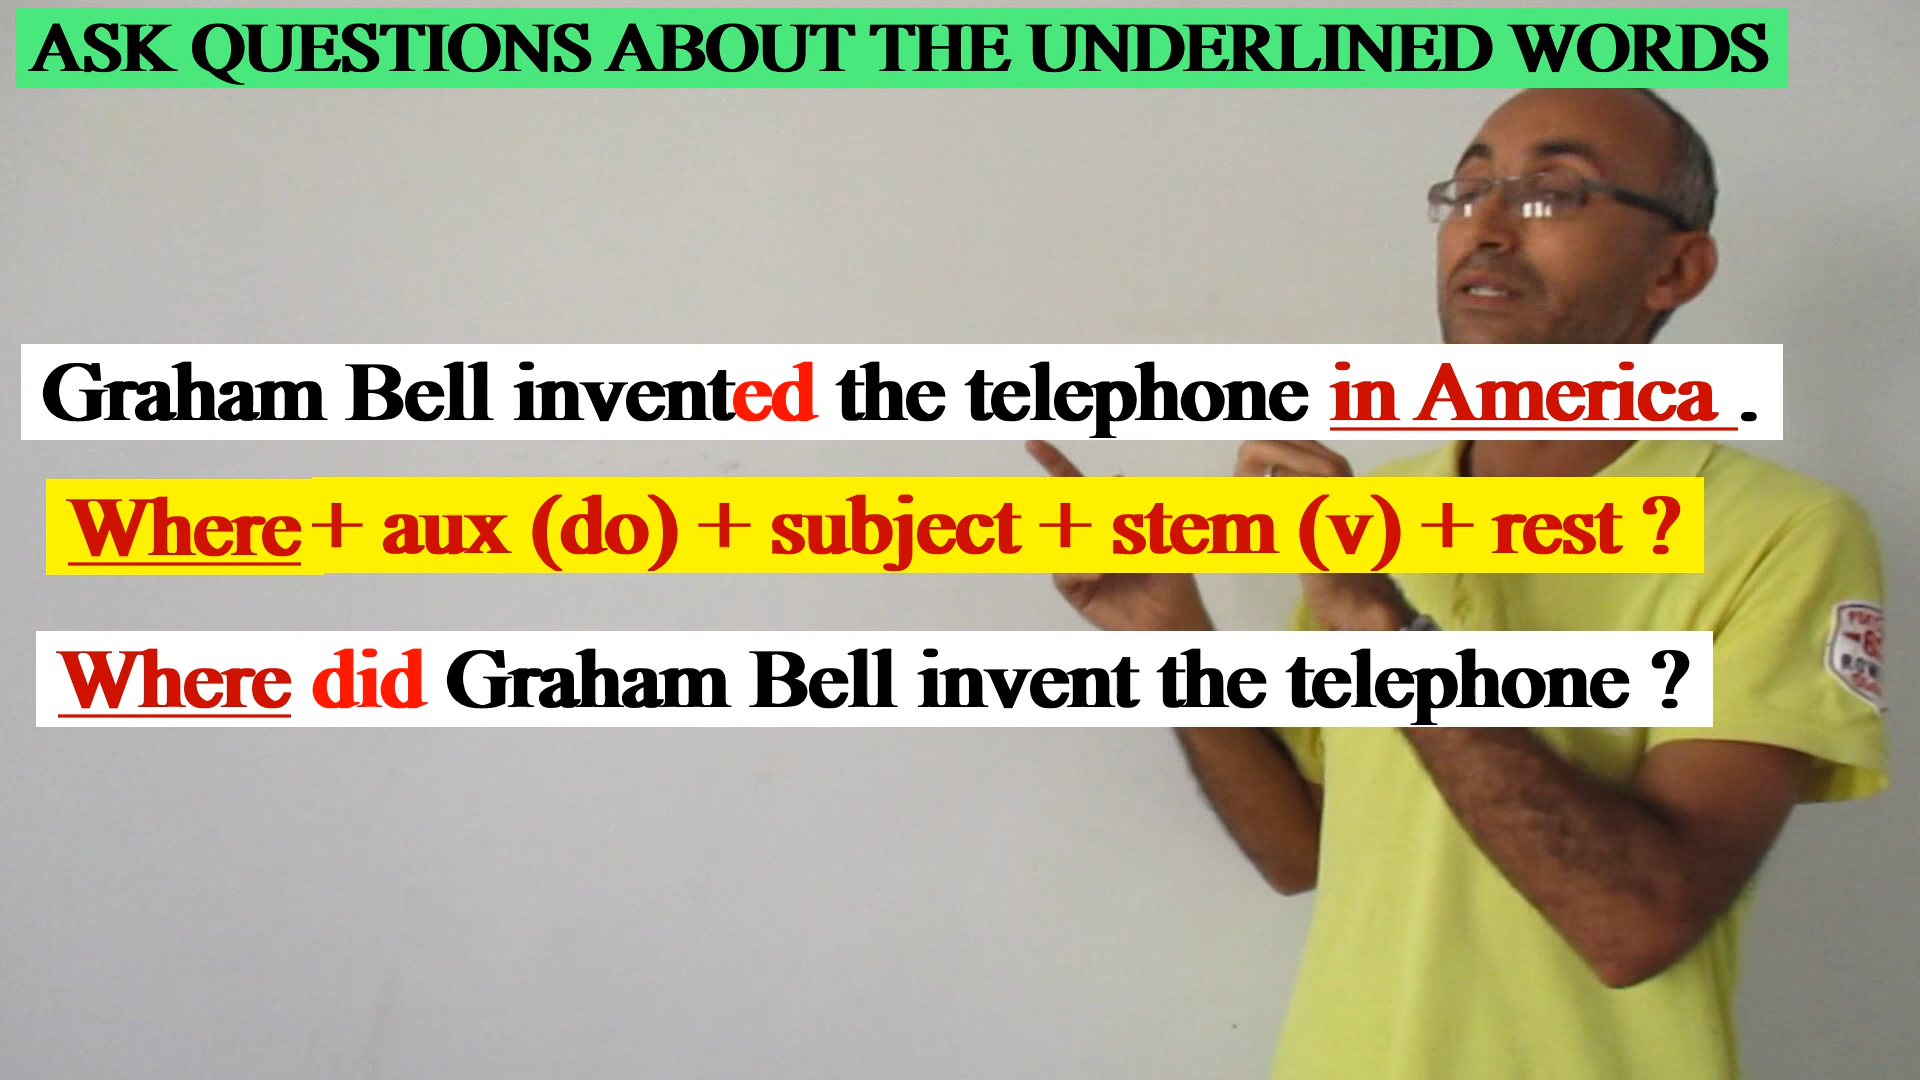 ASK QUESTIONS ABOUT THE UNDERLINED WORDS
Graham Bell invented the telephone in America .
Where + aux (do) + subject + stem (v) + rest ?
Where did Graham Bell invent the telephone ?